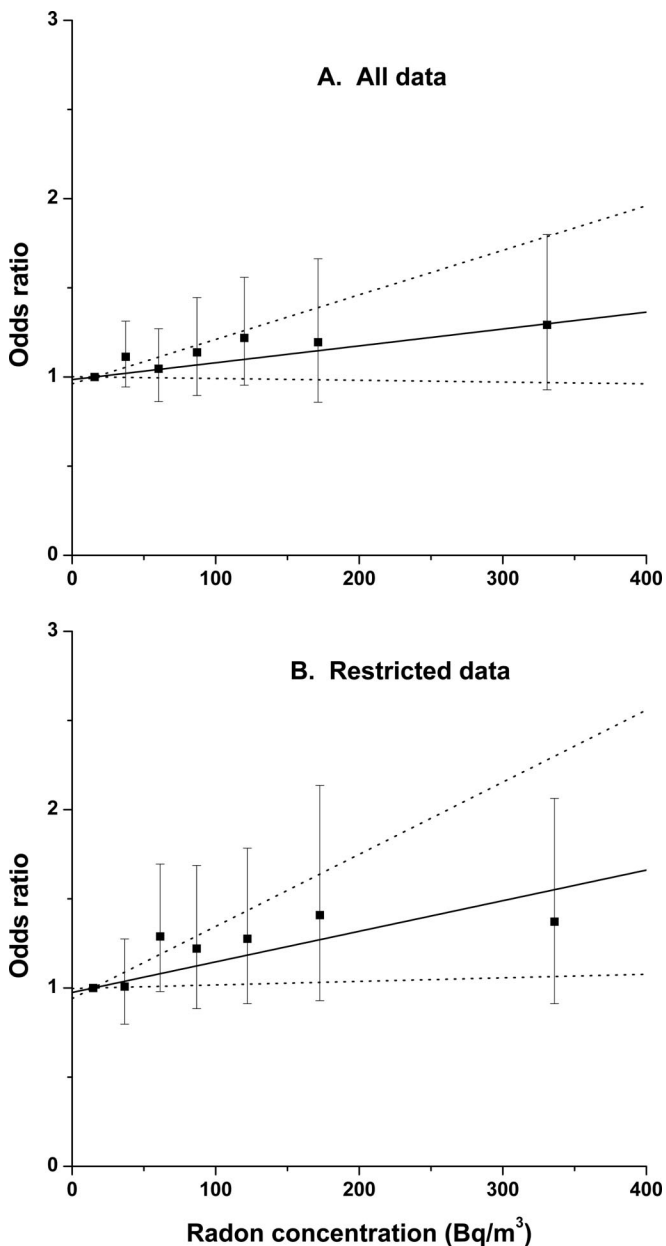 3
A. All data
2
Odds ratio
1
0
0 100 200 300 400
3
B. Restricted data
2
Odds ratio
1
0
0 100 200 300 400
Radon concentration (Bq/m³)